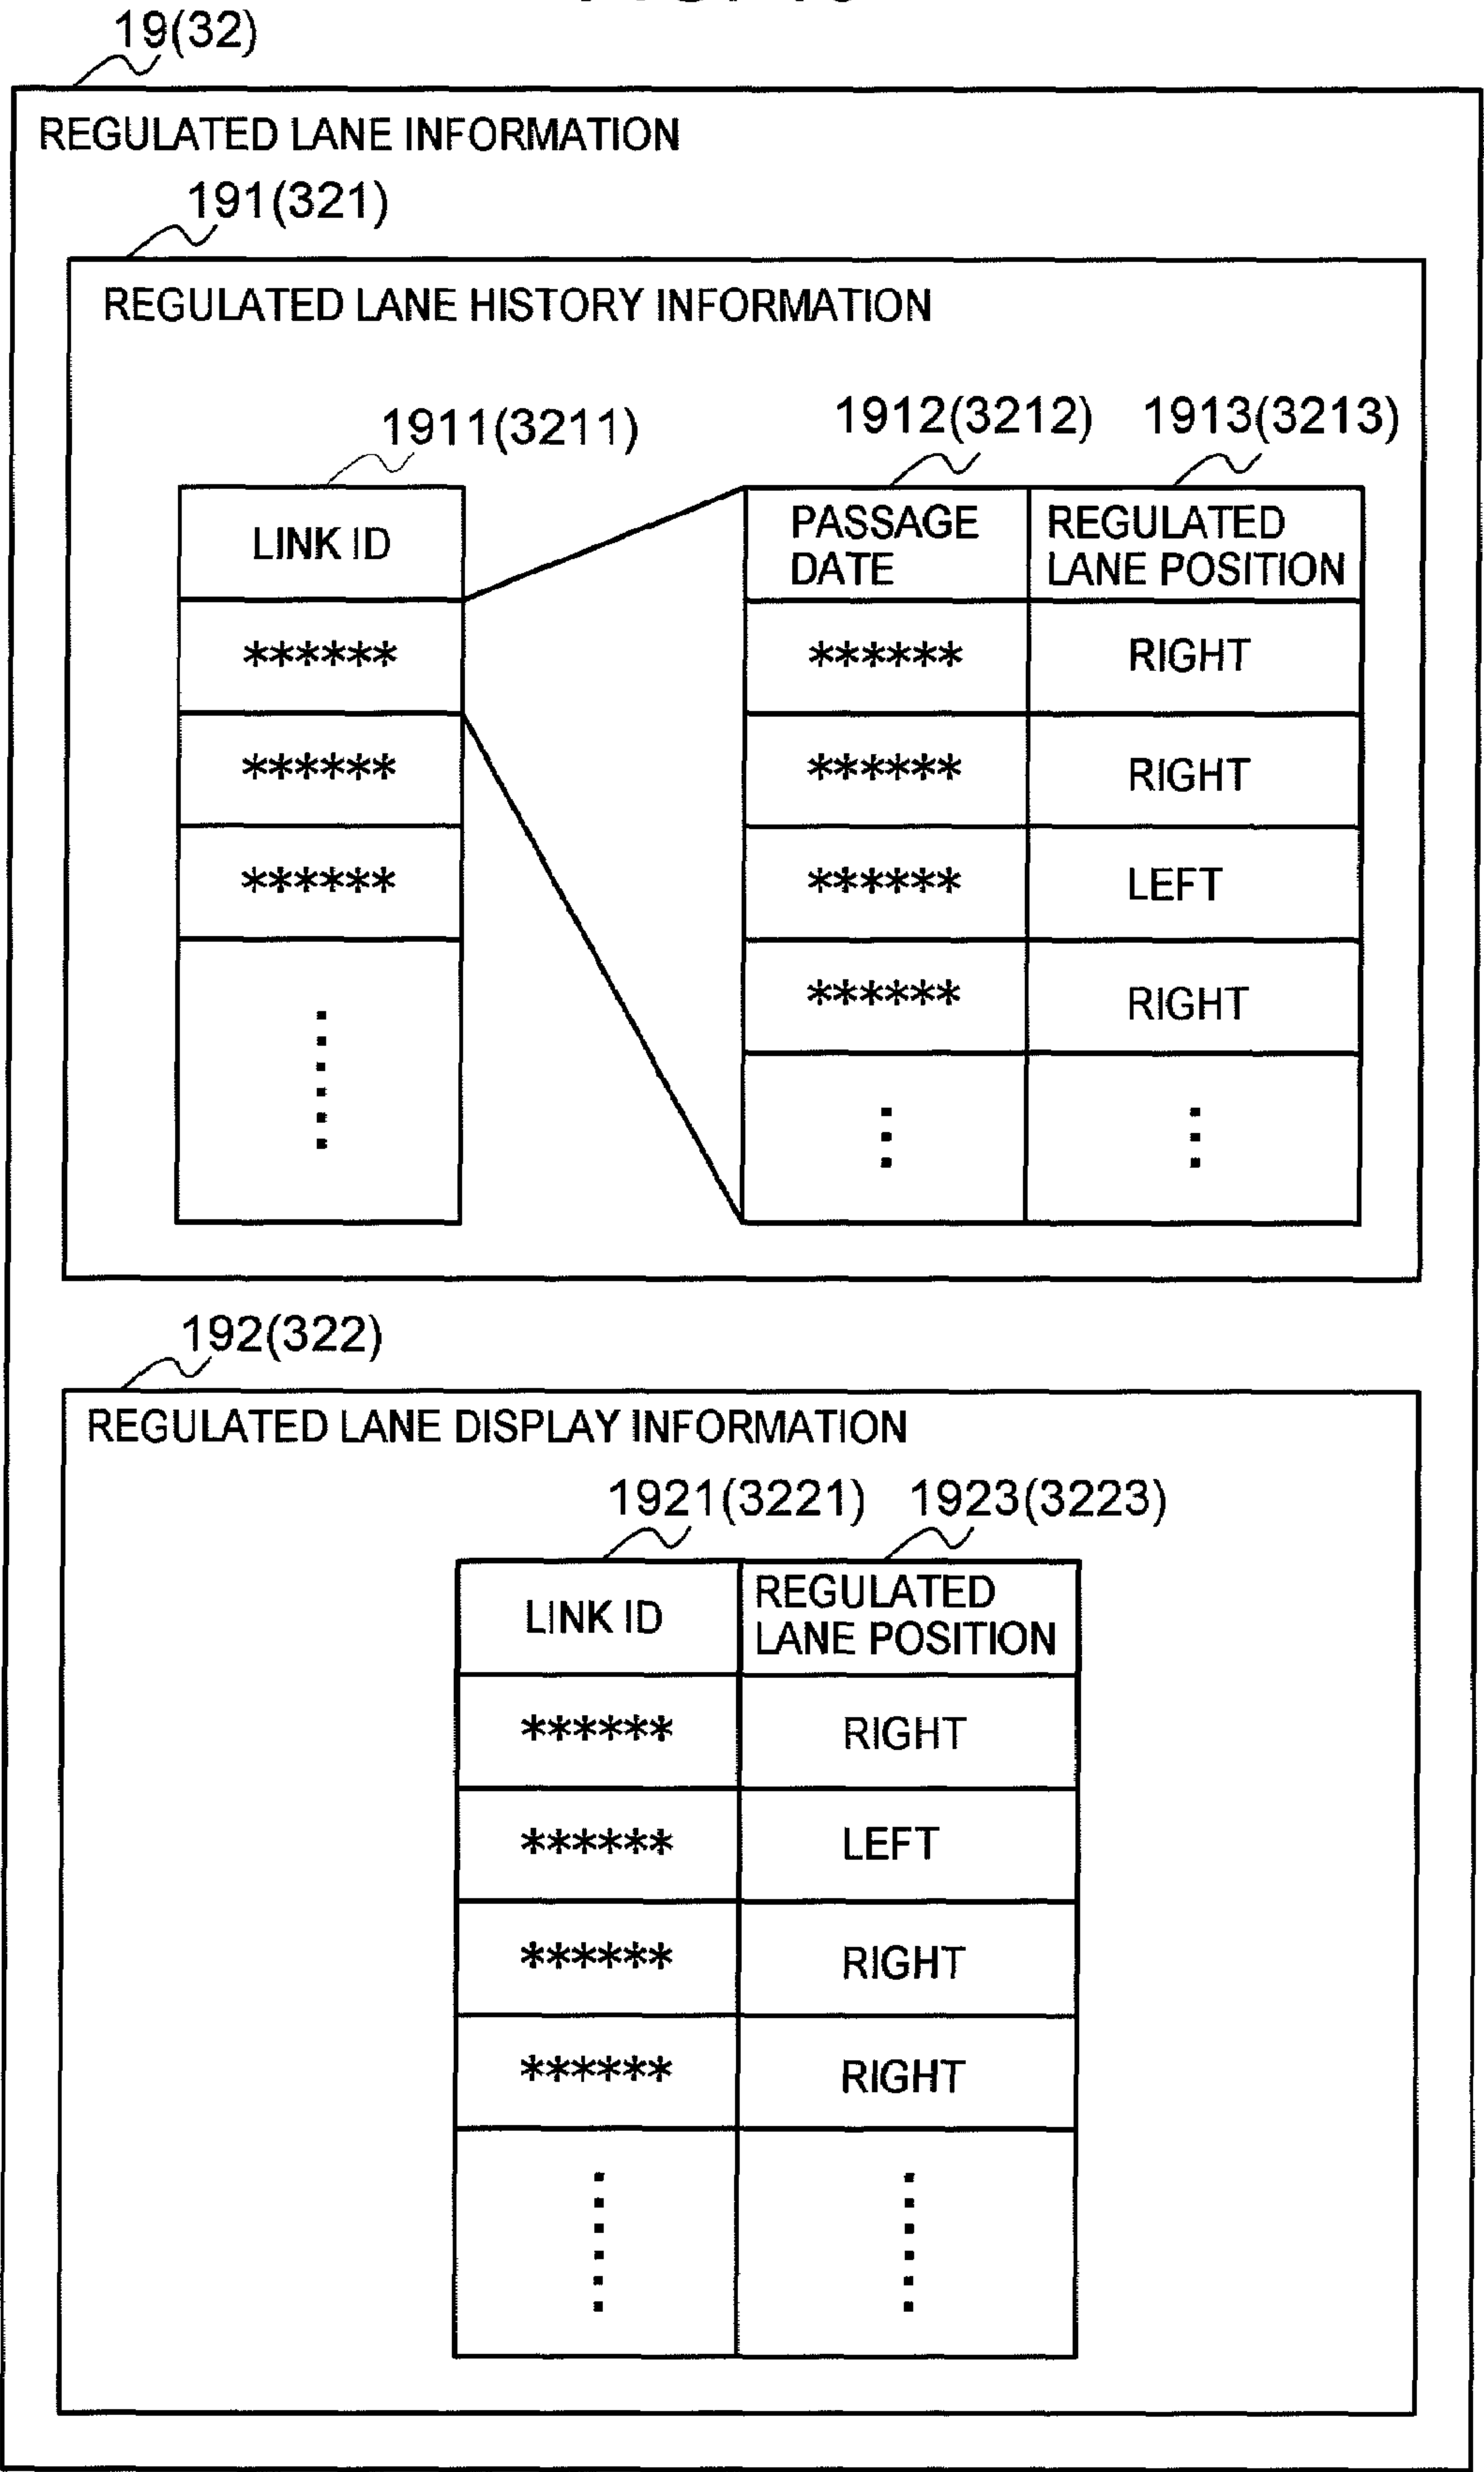 19(32)
REGULATED LANE INFORMATION
191(321)
REGULATED LANE HISTORY INFORMATION
1911(3211)
1912(3212) 1913(3213)
LINK ID
******
******
******
PASSAGE DATE
REGULATED LANE POSITION
****** RIGHT
****** RIGHT
****** LEFT
****** RIGHT
192(322)
REGULATED LANE DISPLAY INFORMATION
1921(3221) 1923(3223)
LINK ID
REGULATED
LANE POSITION
****** RIGHT
****** LEFT
****** RIGHT
****** RIGHT